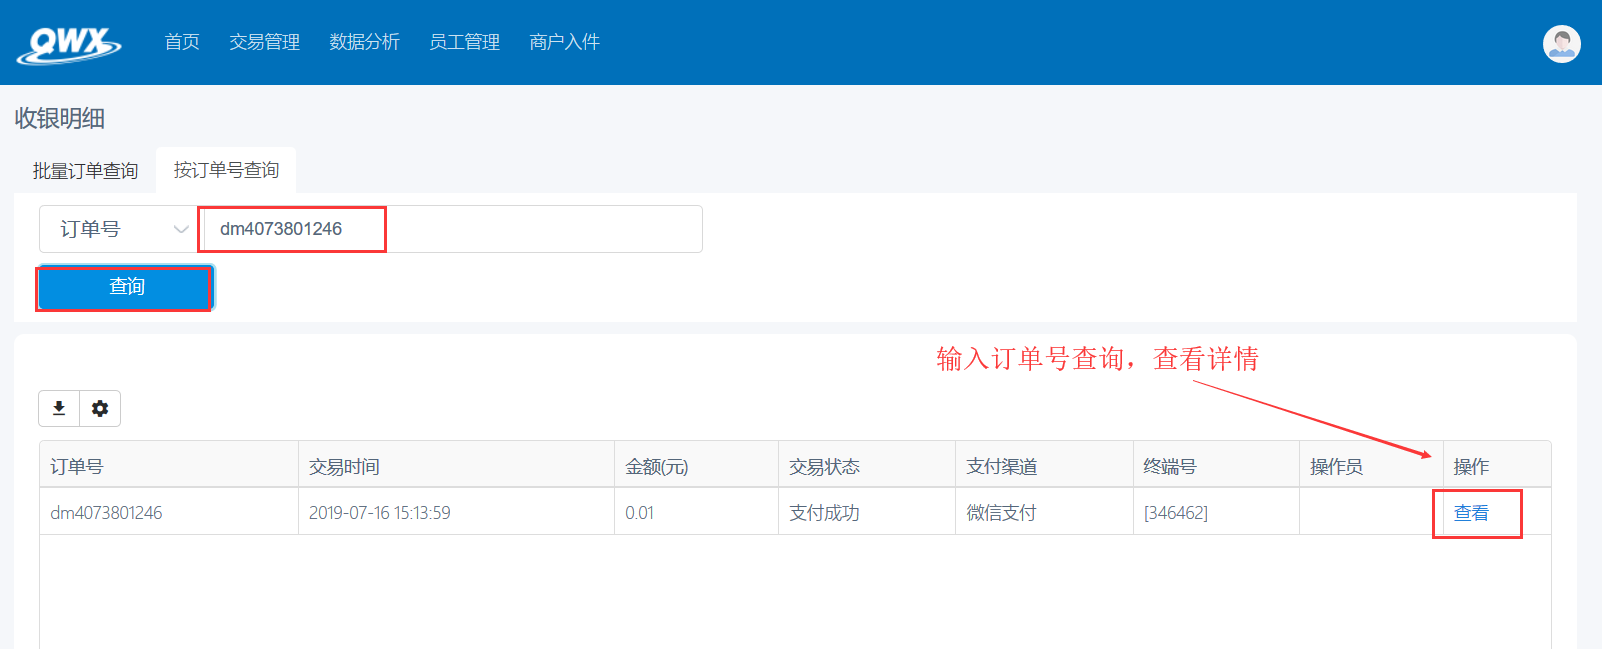 QWX 首页 交易管理 数据分析 员工管理 商户入件
收银明细
批量订单查询 按订单号查询
订单号 dm4073801246
查询
输入订单号查询，查看详情
订单号 交易时间 金额(元) 交易状态 支付渠道 终端号 操作员 操作
dm4073801246 2019-07-16 15:13:59 0.01 支付成功 微信支付 [346462] 查看